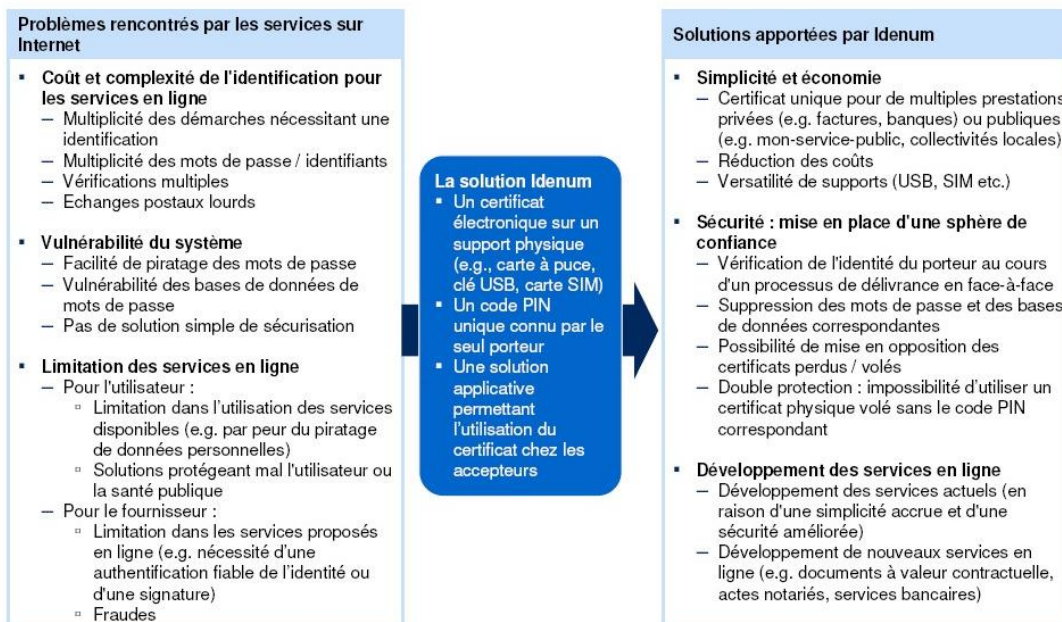 Problèmes rencontrés par les services sur
Internet
▪ Coût et complexité de l'identification pour
les services en ligne
– Multiplicité des démarches nécessitant une
identification
– Multiplicité des mots de passe / identifiants
– Vérifications multiples
– Echanges postaux lourds
▪ Vulnérabilité du système
– Facilité de piratage des mots de passe
– Vulnérabilité des bases de données de
mots de passe
– Pas de solution simple de sécurisation
▪ Limitation des services en ligne
– Pour l'utilisateur :
▫ Limitation dans l'utilisation des services
disponibles (e.g. par peur du piratage
de données personnelles)
▫ Solutions protégeant mal l'utilisateur ou
la santé publique
– Pour le fournisseur :
▫ Limitation dans les services proposés
en ligne (e.g. nécessité d'une
authentification fiable de l'identité ou
d'une signature)
▫ Fraudes
La solution Idenum
▪ Un certificat
électronique sur un
support physique
(e.g., carte à puce,
clé USB, carte SIM)
▪ Un code PIN
unique connu par le
seul porteur
▪ Une solution
applicative
permettant
l'utilisation du
certificat chez les
accepteurs
Solutions apportées par Idenum
▪ Simplicité et économie
– Certificat unique pour de multiples prestations
privées (e.g. factures, banques) ou publiques
(e.g. mon-service-public, collectivités locales)
– Réduction des coûts
– Versatilité de supports (USB, SIM etc.)
▪ Sécurité : mise en place d'une sphère de
confiance
– Vérification de l'identité du porteur au cours
d'un processus de délivrance en face-à-face
– Suppression des mots de passe et des bases
de données correspondantes
– Possibilité de mise en opposition des
certificats perdus / volés
– Double protection : impossibilité d'utiliser un
certificat physique volé sans le code PIN
correspondant
▪ Développement des services en ligne
– Développement des services actuels (en
raison d'une simplicité accrue et d'une
sécurité améliorée)
– Développement de nouveaux services en
ligne (e.g. documents à valeur contractuelle,
actes notariés, services bancaires)